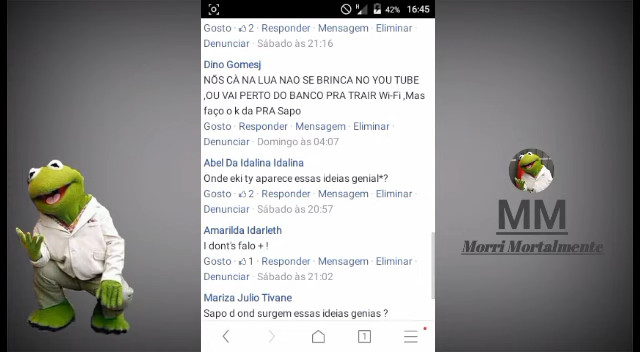 42% 16:45
Gosto · 2 · Responder · Mensagem · Eliminar ·
Denunciar · Sábado às 21:16
Dino Gomesj
NÕS CÀ NA LUA NAO SE BRINCA NO YOU TUBE
,OU VAI PERTO DO BANCO PRA TRAIR Wi-Fi ,Mas
faço o k da PRA Sapo
Gosto · Responder · Mensagem · Eliminar ·
Denunciar · Domingo às 04:07
Abel Da Idalina Idalina
Onde eki ty aparece essas ideias genial*?
Gosto · 2 · Responder · Mensagem · Eliminar ·
Denunciar · Sábado às 20:57
Amarilda Idarleth
I dont's falo + !
Gosto · 1 · Responder · Mensagem · Eliminar ·
Denunciar · Sábado às 21:02
Mariza Julio Tivane
Sapo d ond surgem essas ideias genias ?
1
MM
Morri Mortalmente